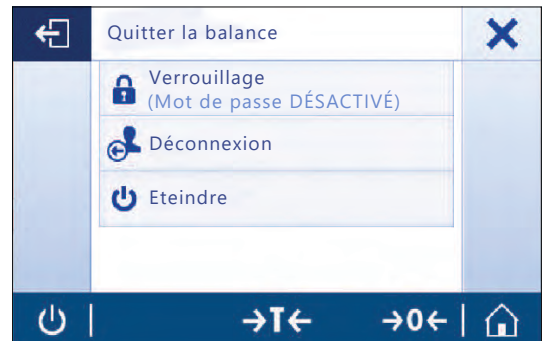 Quitter la balance
Verrouillage
(Mot de passe DÉSACTIVÉ)
Déconnexion
Eteindre
→T← →0←